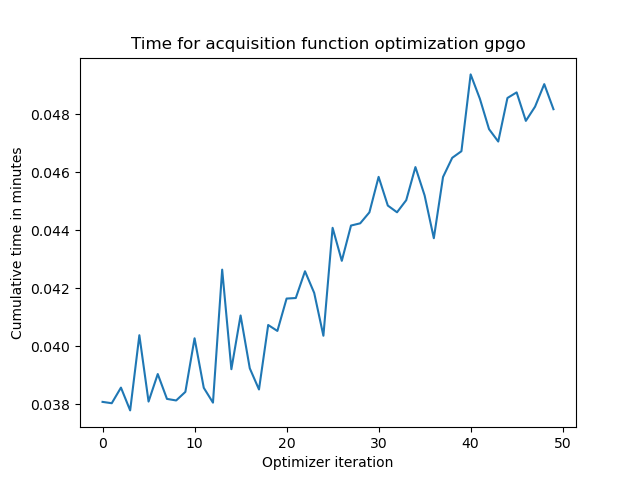 Time for acquisition function optimization gpgo
Cumulative time in minutes
0.048
0.046
0.044
0.042
0.040
0.038
0 10 20 30 40 50
Optimizer iteration